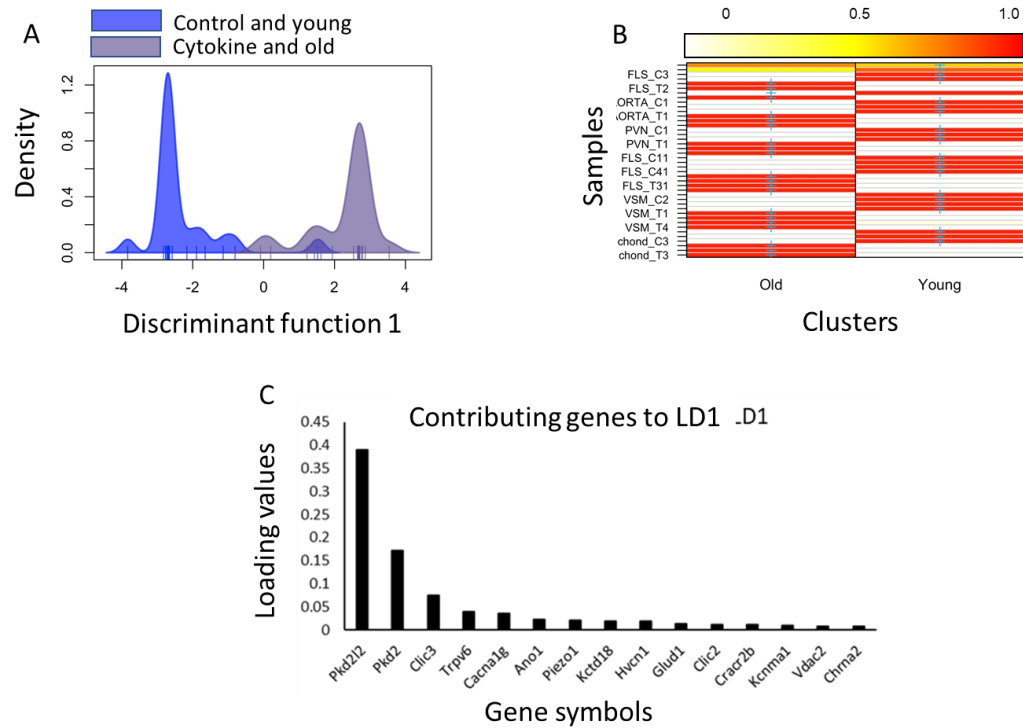 A
Control and young
Cytokine and old
Density
1.2
0.8
0.4
0.0
-4
-2
0
2
4
Discriminant function 1
B
0
0.5
1.0
Samples
FLS_C3
FLS_T2
.ORTA_C1
.ORTA_T1
PVN_C1
PVN_T1
FLS_C11
FLS_C41
FLS_T31
VSM_C2
VSM_T1
VSM_T4
chond_C3
chond_T3
Old
Young
Clusters
C
Contributing genes to LD1 .D1
Loading values
0.45
0.4
0.35
0.3
0.25
0.2
0.15
0.1
0.05
0
Pkd2l2
Pkd2
Clic3
Trpv6
Cacna1g
Ano1
Piezo1
Kctd18
Hvcn1
Glud1
Clic2
Cracr2b
Kcnma1
Vdac2
Chrna2
Gene symbols